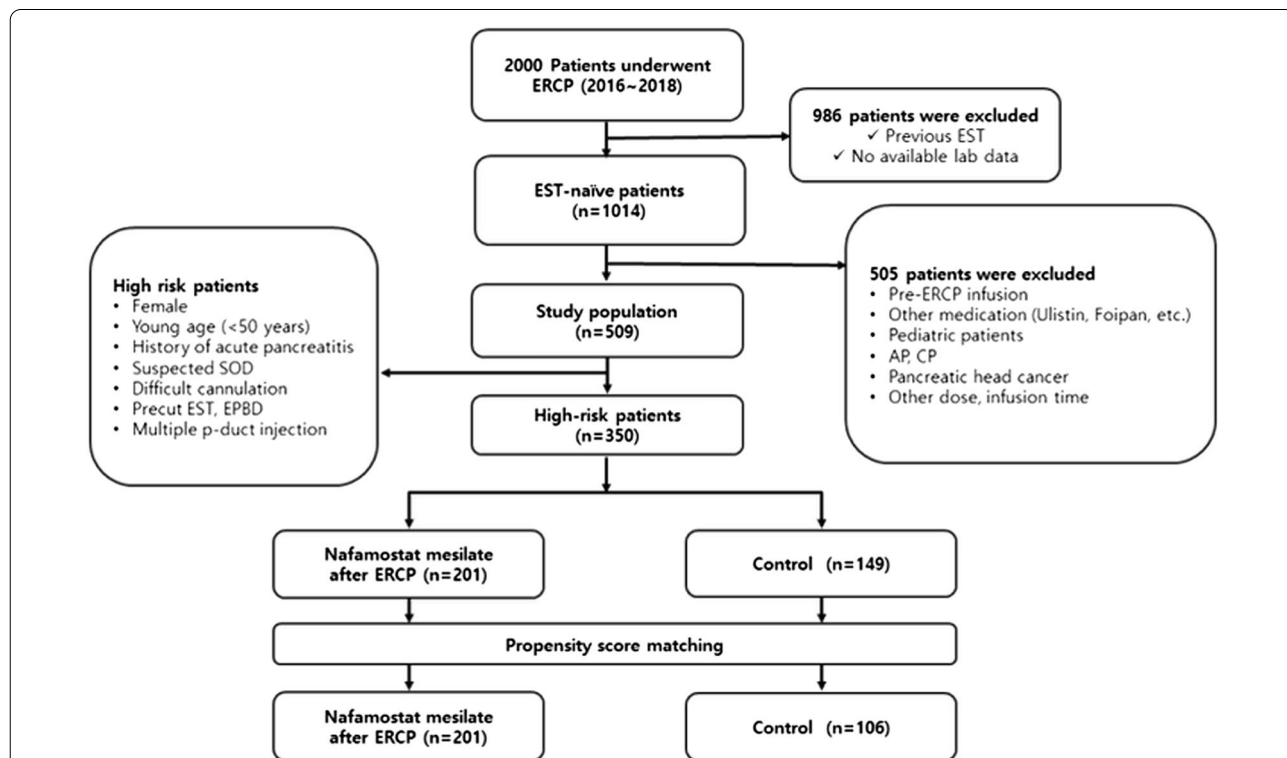 2000 Patients underwent
ERCP (2016~2018)
986 patients were excluded
✓ Previous EST
✓ No available lab data
EST-naïve patients
(n=1014)
505 patients were excluded
• Pre-ERCP infusion
• Other medication (Ulistin, Foipan, etc.)
• Pediatric patients
• AP, CP
• Pancreatic head cancer
• Other dose, infusion time
Study population
(n=509)
High risk patients
• Female
• Young age (<50 years)
• History of acute pancreatitis
• Suspected SOD
• Difficult cannulation
• Precut EST, EPBD
• Multiple p-duct injection
High-risk patients
(n=350)
Nafamostat mesilate
after ERCP (n=201)
Control (n=149)
Propensity score matching
Nafamostat mesilate
after ERCP (n=201)
Control (n=106)